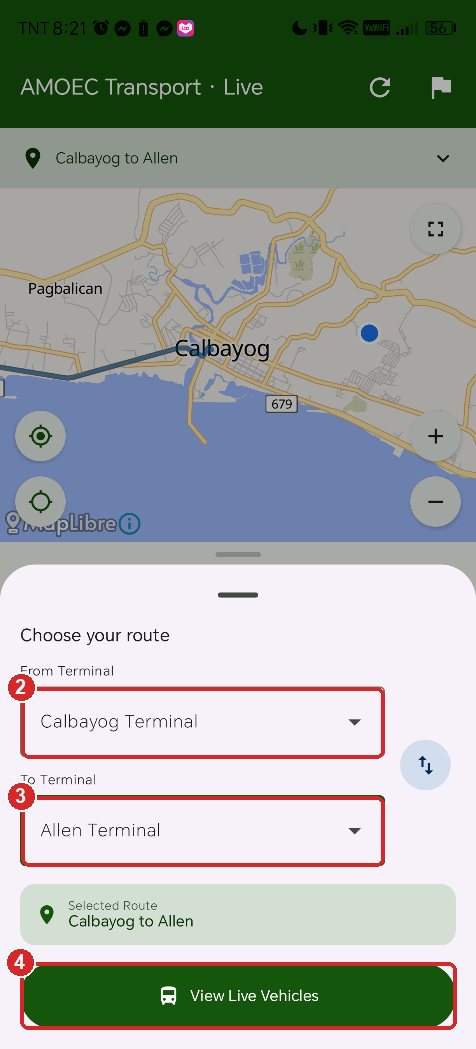 TNT 8:21
VoWiFi
56
AMOEC Transport · Live
Calbayog to Allen
Pagbalican
Calbayog
679
MapLibre
Choose your route
From Terminal
2
Calbayog Terminal
To Terminal
3
Allen Terminal
Selected Route
Calbayog to Allen
4
View Live Vehicles